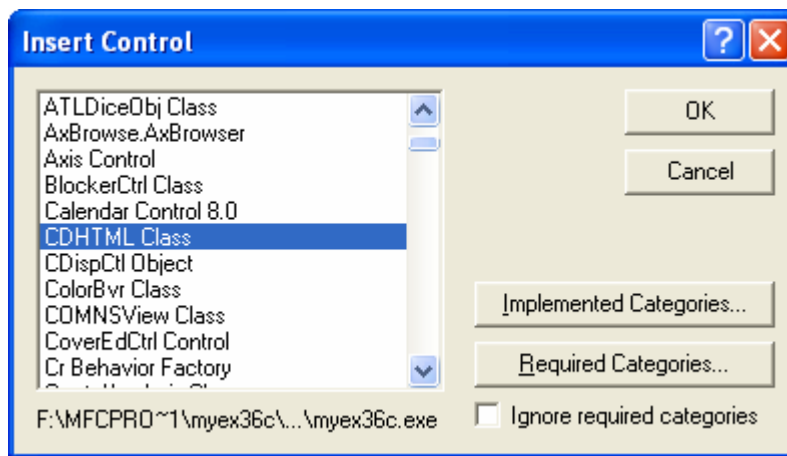 Insert Control
ATLDiceObj Class
AxBrowse.AxBrowser
Axis Control
BlockerCtrl Class
Calendar Control 8.0
CDHTML Class
CDispCtl Object
ColorBvr Class
COMNSView Class
CoverEdCtrl Control
Cr Behavior Factory
OK
Cancel
Implemented Categories...
Required Categories...
F:\MFCPRO~1\myex36c\...\myex36c.exe
Ignore required categories